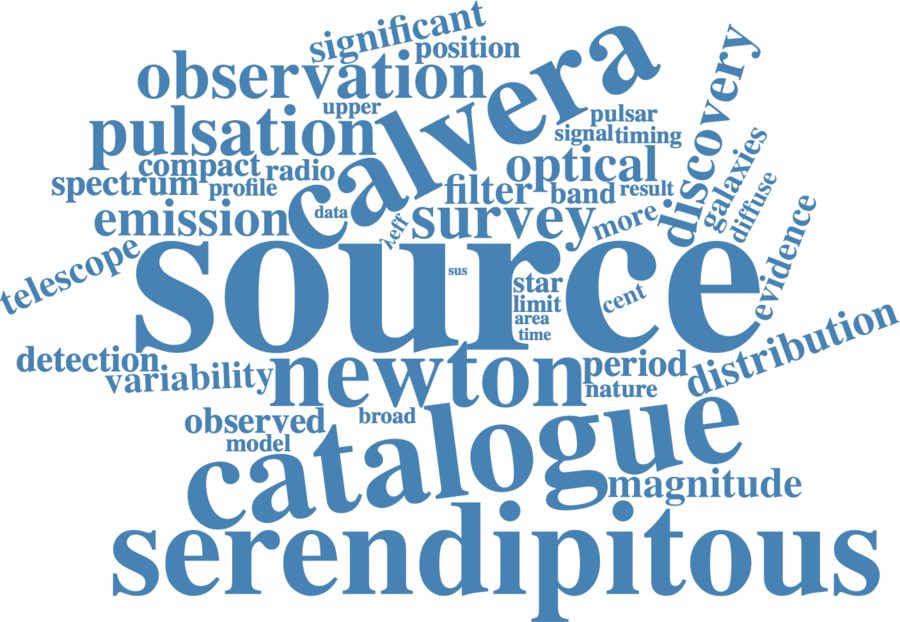 significant
position
observation
calvera
discovery
upper
pulsation
pulsar
signal
timing
compact
radio
optical
galaxies
spectrum
profile
filter
band
result
diffuse
emission
data
λeff
survey
more
evidence
telescope
source
sus
star
cent
limit
area
time
detection
variability
newton
period
nature
distribution
observed
broad
model
catalogue
magnitude
serendipitous